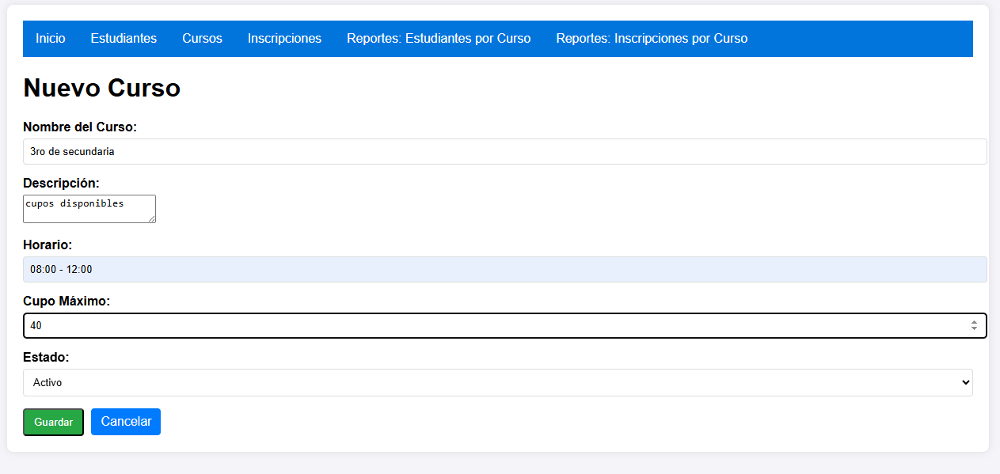 Inicio Estudiantes Cursos Inscripciones Reportes: Estudiantes por Curso Reportes: Inscripciones por Curso
Nuevo Curso
Nombre del Curso:
3ro de secundaria
Descripción:
cupos disponibles
Horario:
08:00 - 12:00
Cupo Máximo:
40
Estado:
Activo
Guardar Cancelar